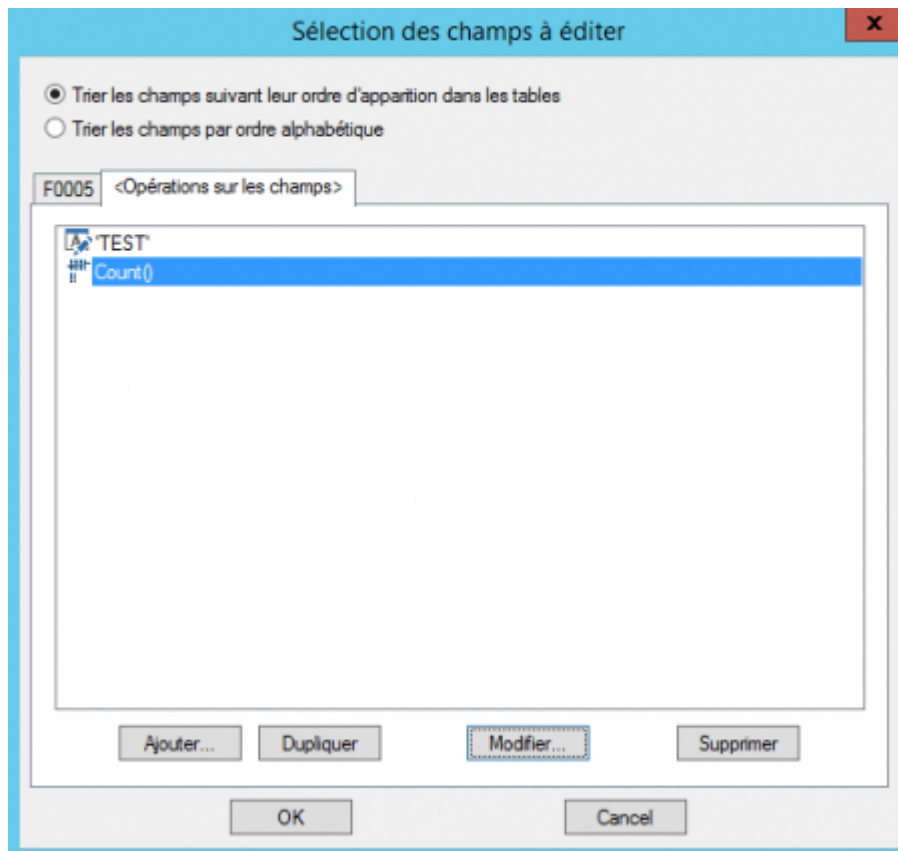 Sélection des champs à éditer
x
Trier les champs suivant leur ordre d'apparition dans les tables
Trier les champs par ordre alphabétique
F0005 <Opérations sur les champs>
'TEST'
Count()
Ajouter... Dupliquer Modifier... Supprimer
OK Cancel